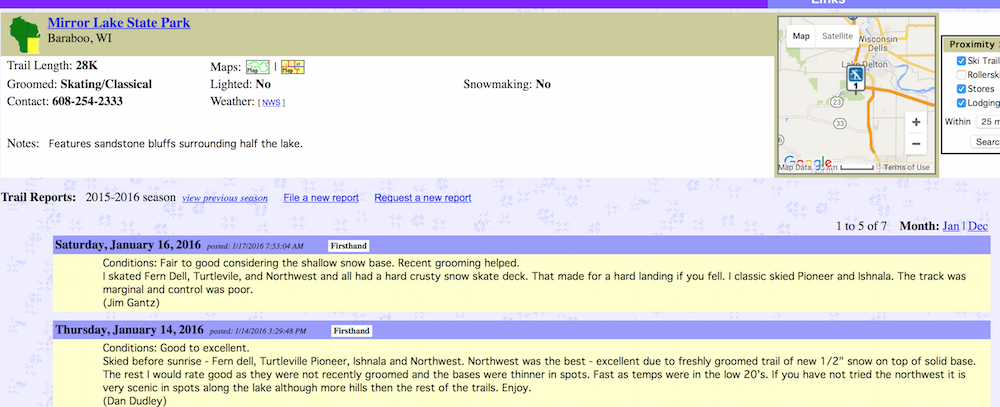 Links
Mirror Lake State Park
Baraboo, WI
Trail Length: 28K
Maps: Map | Map
Groomed: Skating/Classical
Lighted: No
Snowmaking: No
Contact: 608-254-2333
Weather: [ NWS ]
Notes: Features sandstone bluffs surrounding half the lake.
Map Satellite
Wisconsin
Dells
Lake Delton
1
23
33
+
−
Google
Map Data
Terms of Use
Proximity
Ski Trail
Rollersk
Stores
Lodging
Within 25 m
Searc
Trail Reports: 2015-2016 season view previous season File a new report Request a new report
1 to 5 of 7 Month: Jan | Dec
Saturday, January 16, 2016 posted: 1/17/2016 7:53:04 AM Firsthand
Conditions: Fair to good considering the shallow snow base. Recent grooming helped.
I skated Fern Dell, Turtlevile, and Northwest and all had a hard crusty snow skate deck. That made for a hard landing if you fell. I classic skied Pioneer and Ishnala. The track was
marginal and control was poor.
(Jim Gantz)
Thursday, January 14, 2016 posted: 1/14/2016 3:29:48 PM Firsthand
Conditions: Good to excellent.
Skied before sunrise - Fern dell, Turtleville Pioneer, Ishnala and Northwest. Northwest was the best - excellent due to freshly groomed trail of new 1/2" snow on top of solid base.
The rest I would rate good as they were not recently groomed and the bases were thinner in spots. Fast as temps were in the low 20's. If you have not tried the northwest it is
very scenic in spots along the lake although more hills then the rest of the trails. Enjoy.
(Dan Dudley)